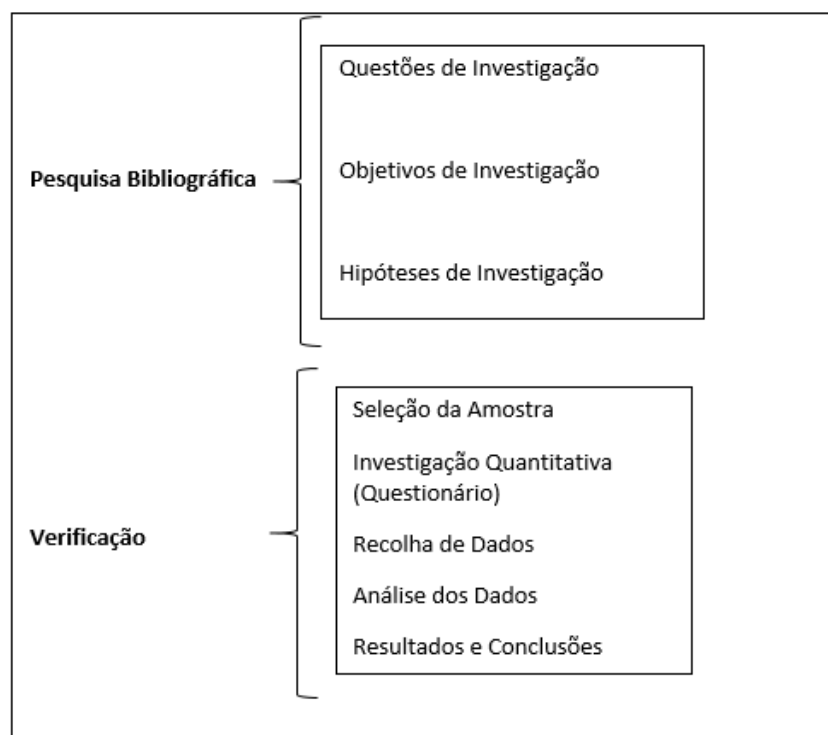 Pesquisa Bibliográfica
Questões de Investigação
Objetivos de Investigação
Hipóteses de Investigação
Verificação
Seleção da Amostra
Investigação Quantitativa
(Questionário)
Recolha de Dados
Análise dos Dados
Resultados e Conclusões